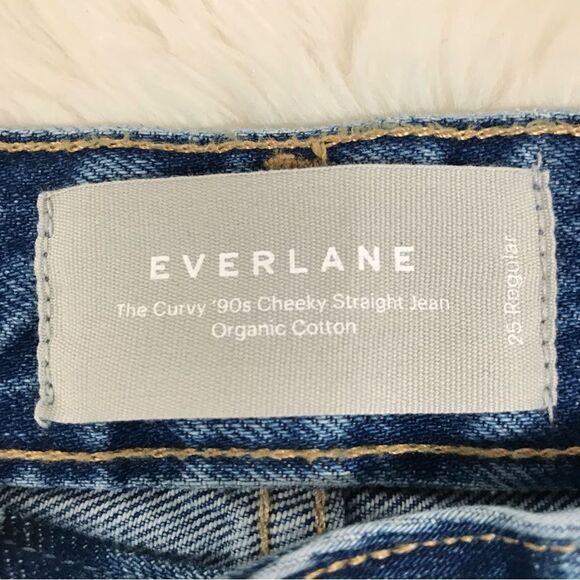 EVERLANE
The Curvy '90s Cheeky Straight Jean
Organic Cotton
25 Regular